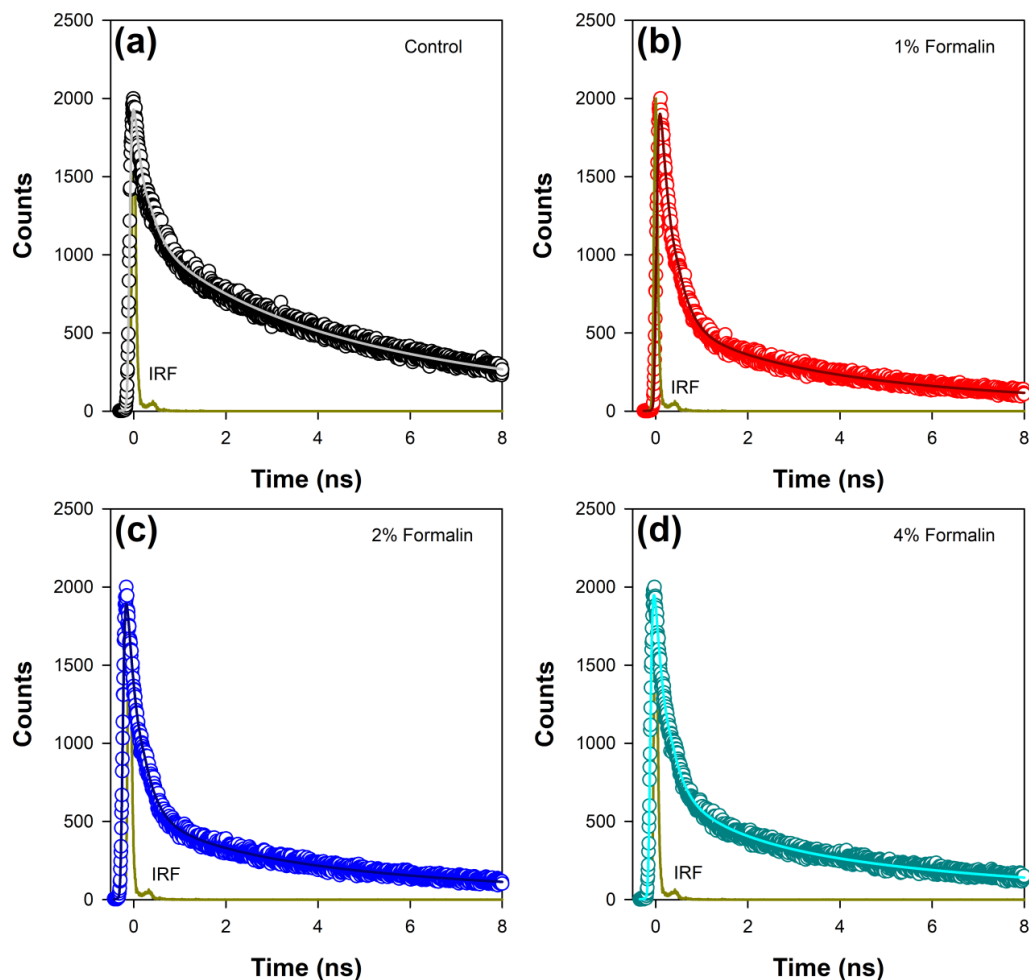 (a)
Control
2500
2000
1500
1000
500
0
Counts
IRF
0 2 4 6 8
Time (ns)
(b)
1% Formalin
2500
2000
1500
1000
500
0
Counts
IRF
0 2 4 6 8
Time (ns)
(c)
2% Formalin
2500
2000
1500
1000
500
0
Counts
IRF
0 2 4 6 8
Time (ns)
(d)
4% Formalin
2500
2000
1500
1000
500
0
Counts
IRF
0 2 4 6 8
Time (ns)